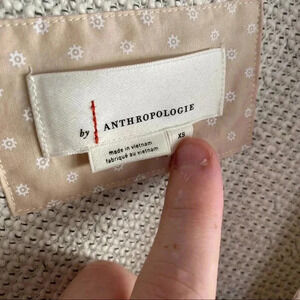 by ANTHROPOLOGIE
XS
made in vietnam
fabriqué au vietnam